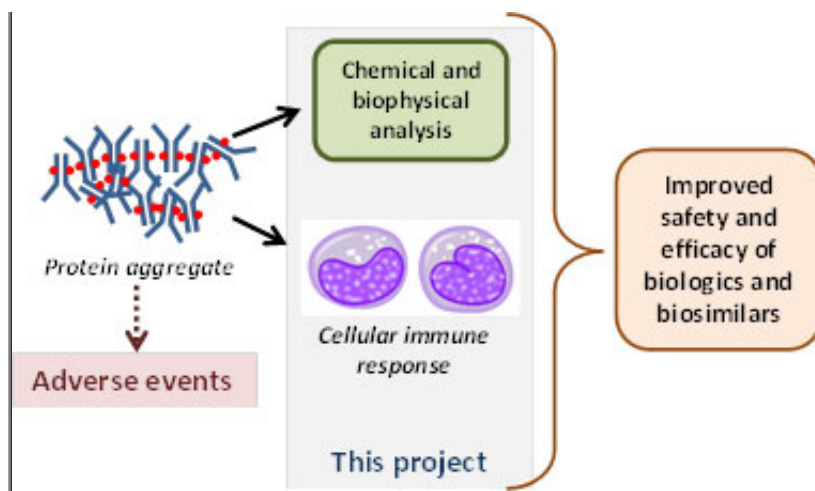 Chemical and
biophysical
analysis
Protein aggregate
Adverse events
Cellular immune
response
This project
Improved
safety and
efficacy of
biologics and
biosimilars